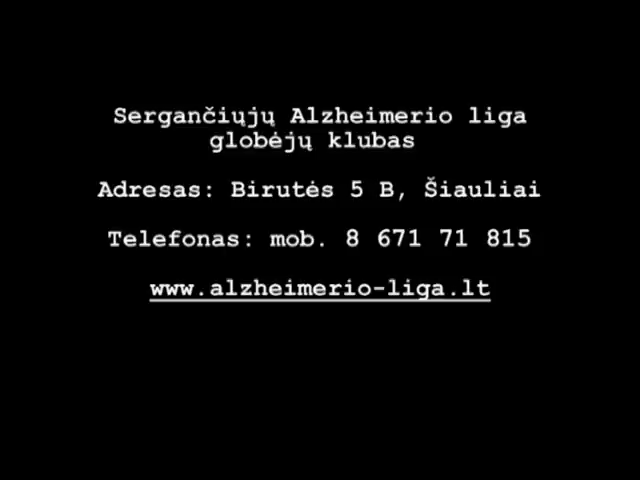 Sergančiųjų Alzheimerio liga
globėjų klubas
Adresas: Birutės 5 B, Šiauliai
Telefonas: mob. 8 671 71 815
www.alzheimerio-liga.lt